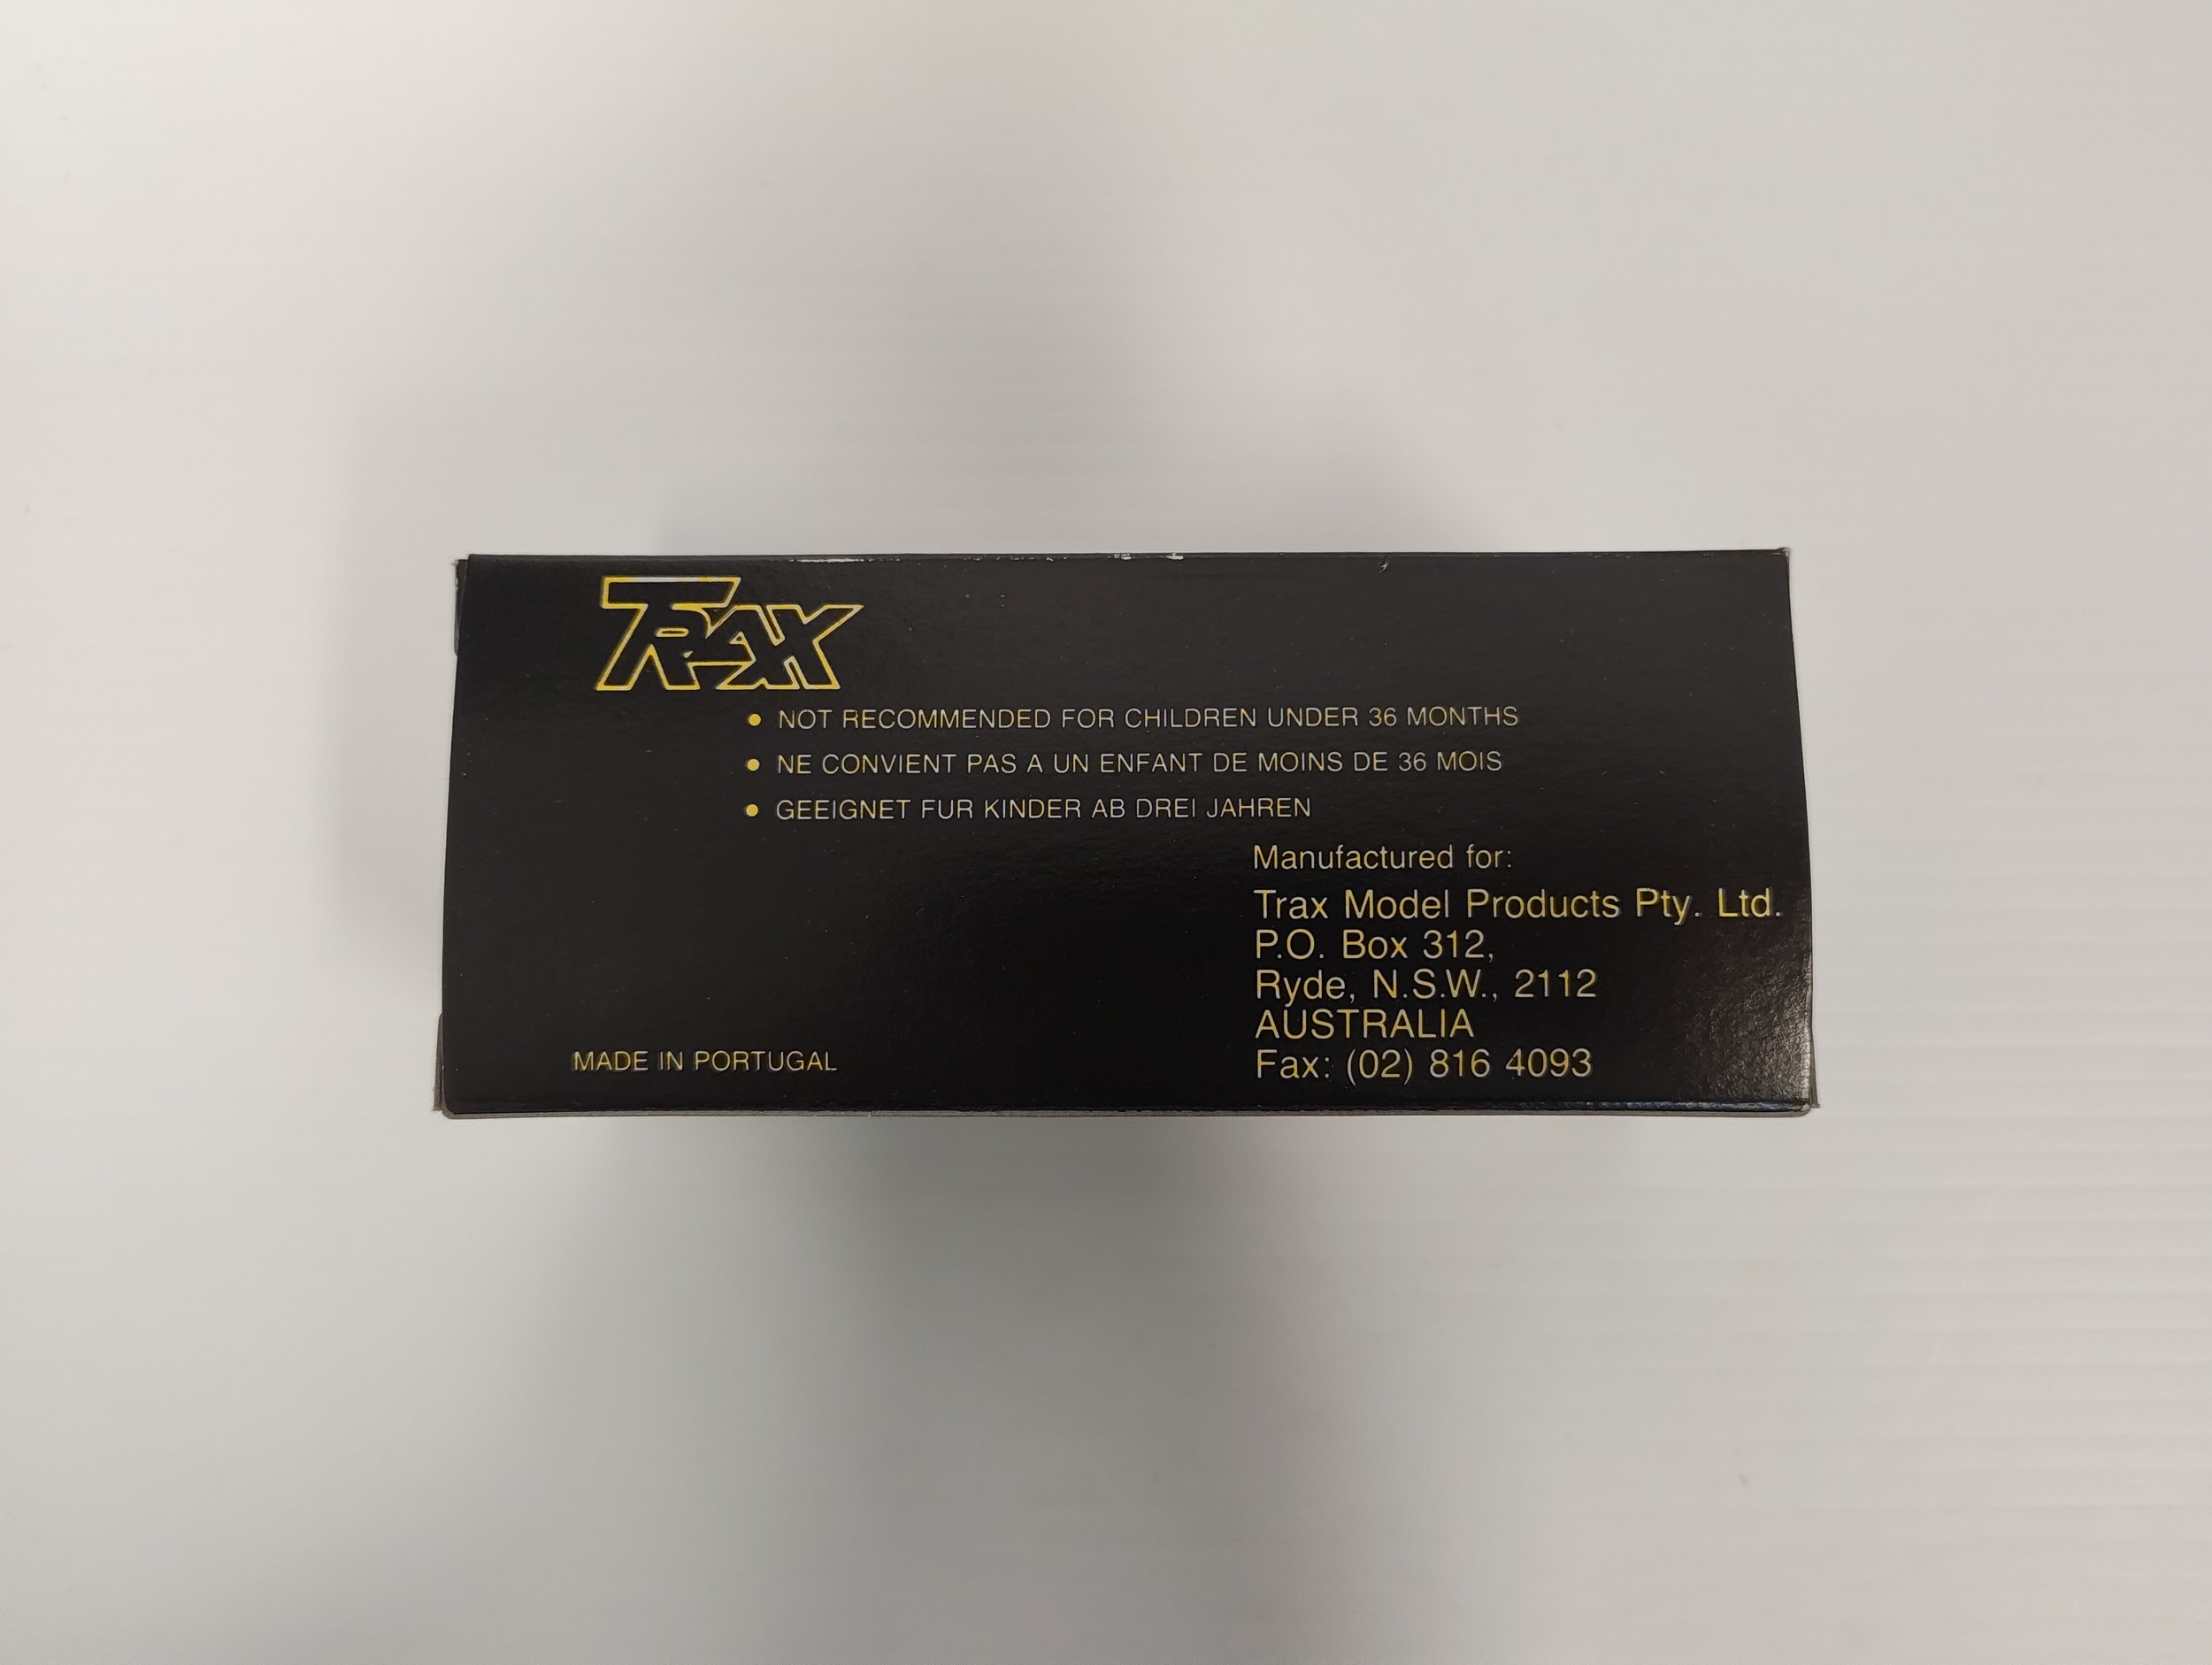 TRAX
• NOT RECOMMENDED FOR CHILDREN UNDER 36 MONTHS
• NE CONVIENT PAS A UN ENFANT DE MOINS DE 36 MOIS
• GEEIGNET FUR KINDER AB DREI JAHREN
Manufactured for:
Trax Model Products Pty. Ltd.
P.O. Box 312,
Ryde, N.S.W., 2112
AUSTRALIA
Fax: (02) 816 4093
MADE IN PORTUGAL